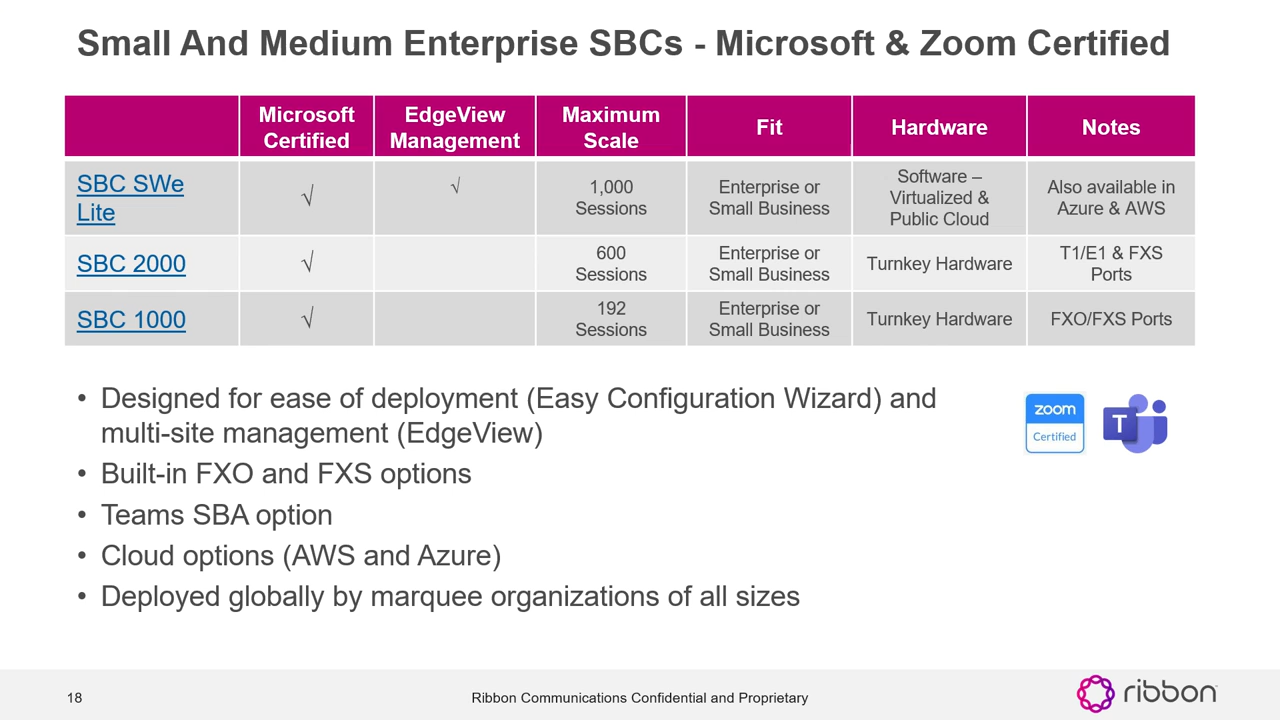 Small And Medium Enterprise SBCs - Microsoft & Zoom Certified
Microsoft Certified
EdgeView Management
Maximum Scale
Fit
Hardware
Notes
SBC SWe Lite
√
√
1,000 Sessions
Enterprise or Small Business
Software – Virtualized & Public Cloud
Also available in Azure & AWS
SBC 2000
√
600 Sessions
Enterprise or Small Business
Turnkey Hardware
T1/E1 & FXS Ports
SBC 1000
√
192 Sessions
Enterprise or Small Business
Turnkey Hardware
FXO/FXS Ports
• Designed for ease of deployment (Easy Configuration Wizard) and
multi-site management (EdgeView)
• Built-in FXO and FXS options
• Teams SBA option
• Cloud options (AWS and Azure)
• Deployed globally by marquee organizations of all sizes
zoom
Certified
T
18
Ribbon Communications Confidential and Proprietary
ribbon